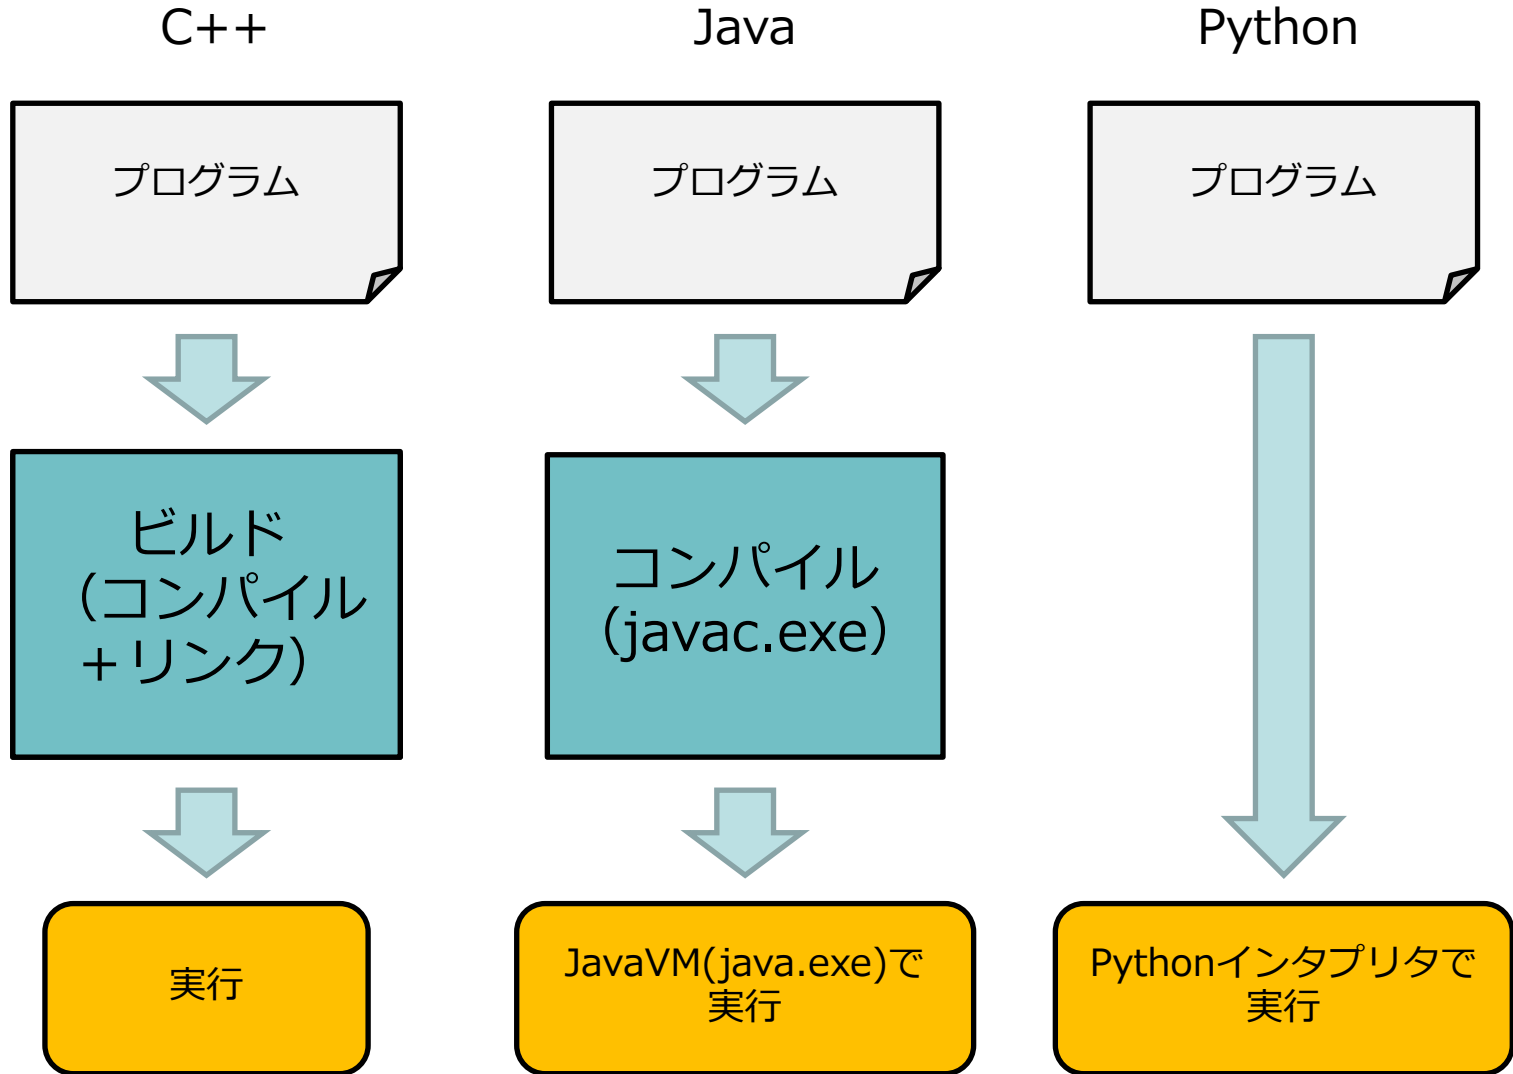 C++
Java
Python
プログラム
プログラム
プログラム
ビルド
（コンパイル
＋リンク）
コンパイル
（javac.exe）
実行
JavaVM(java.exe)で
実行
Pythonインタプリタで
実行